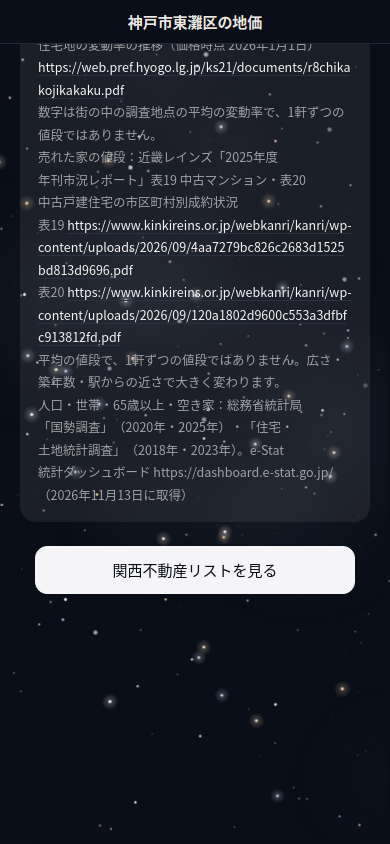 神戸市東灘区の地価
住宅地の変動率の推移（価格時点 2026年1月1日）
https://web.pref.hyogo.lg.jp/ks21/documents/r8chika
kojikakaku.pdf
数字は街の中の調査地点の平均の変動率で、1軒ずつの
値段ではありません。
売れた家の値段：近畿レインズ「2025年度
年刊市況レポート」表19 中古マンション・表20
中古戸建住宅の市区町村別成約状況
表19 https://www.kinkireins.or.jp/webkanri/kanri/wp-
content/uploads/2026/09/4aa7279bc826c2683d1525
bd813d9696.pdf
表20 https://www.kinkireins.or.jp/webkanri/kanri/wp-
content/uploads/2026/09/120a1802d9600c553a3dfbf
c913812fd.pdf
平均の値段で、1軒ずつの値段ではありません。広さ・
築年数・駅からの近さで大きく変わります。
人口・世帯・65歳以上・空き家：総務省統計局
「国勢調査」（2020年・2025年）・「住宅・
土地統計調査」（2018年・2023年）。e-Stat
統計ダッシュボード https://dashboard.e-stat.go.jp/
（2026年11月13日に取得）
関西不動産リストを見る